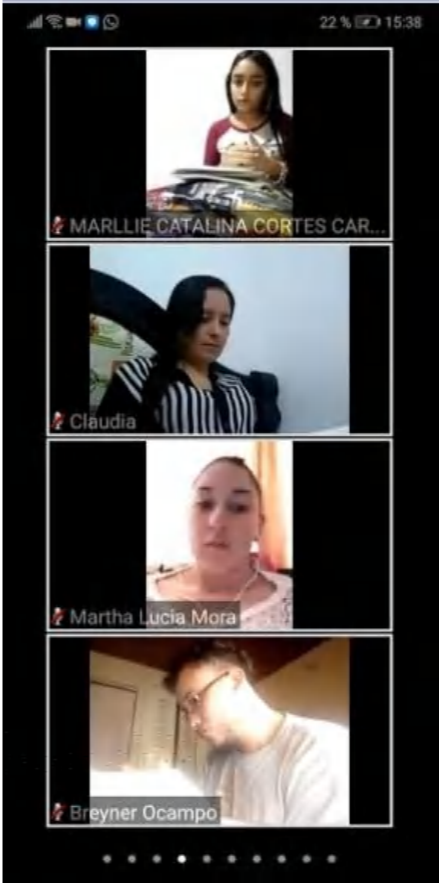 22 % 15:38
MARLLIE CATALINA CORTES CAR...
Claudia
Martha Lucia Mora
Breyner Ocampo